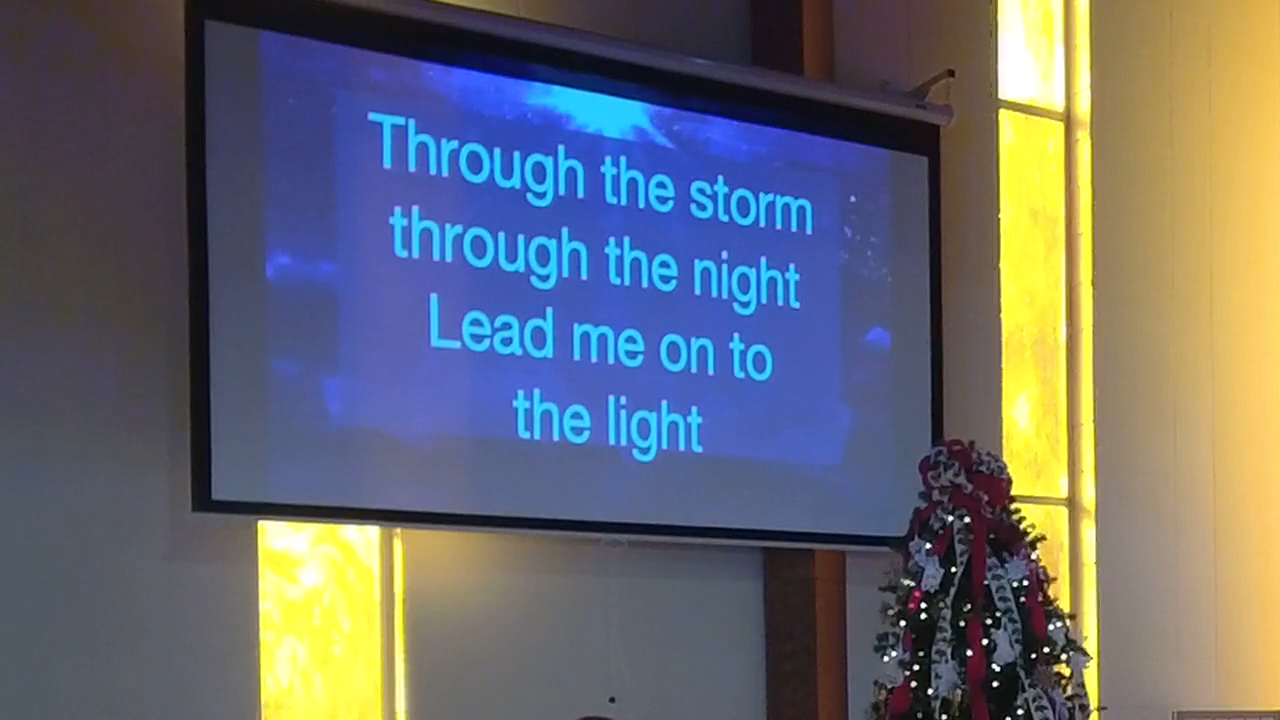 Through the storm
through the night
Lead me on to
the light